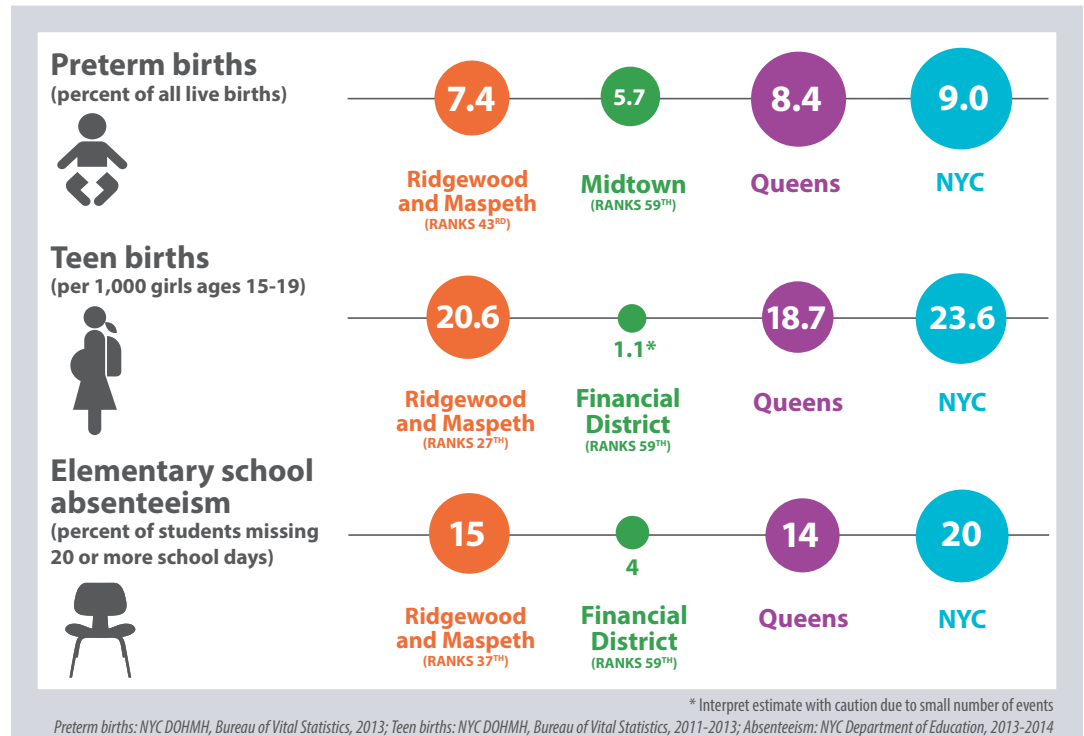 Preterm births
(percent of all live births)
7.4
5.7
8.4
9.0
Ridgewood
and Maspeth
(RANKS 43RD)
Midtown
(RANKS 59TH)
Queens
NYC
Teen births
(per 1,000 girls ages 15-19)
20.6
1.1*
18.7
23.6
Ridgewood
and Maspeth
(RANKS 27TH)
Financial
District
(RANKS 59TH)
Queens
NYC
Elementary school
absenteeism
(percent of students missing
20 or more school days)
15
4
14
20
Ridgewood
and Maspeth
(RANKS 37TH)
Financial
District
(RANKS 59TH)
Queens
NYC
* Interpret estimate with caution due to small number of events
Preterm births: NYC DOHMH, Bureau of Vital Statistics, 2013; Teen births: NYC DOHMH, Bureau of Vital Statistics, 2011-2013; Absenteeism: NYC Department of Education, 2013-2014